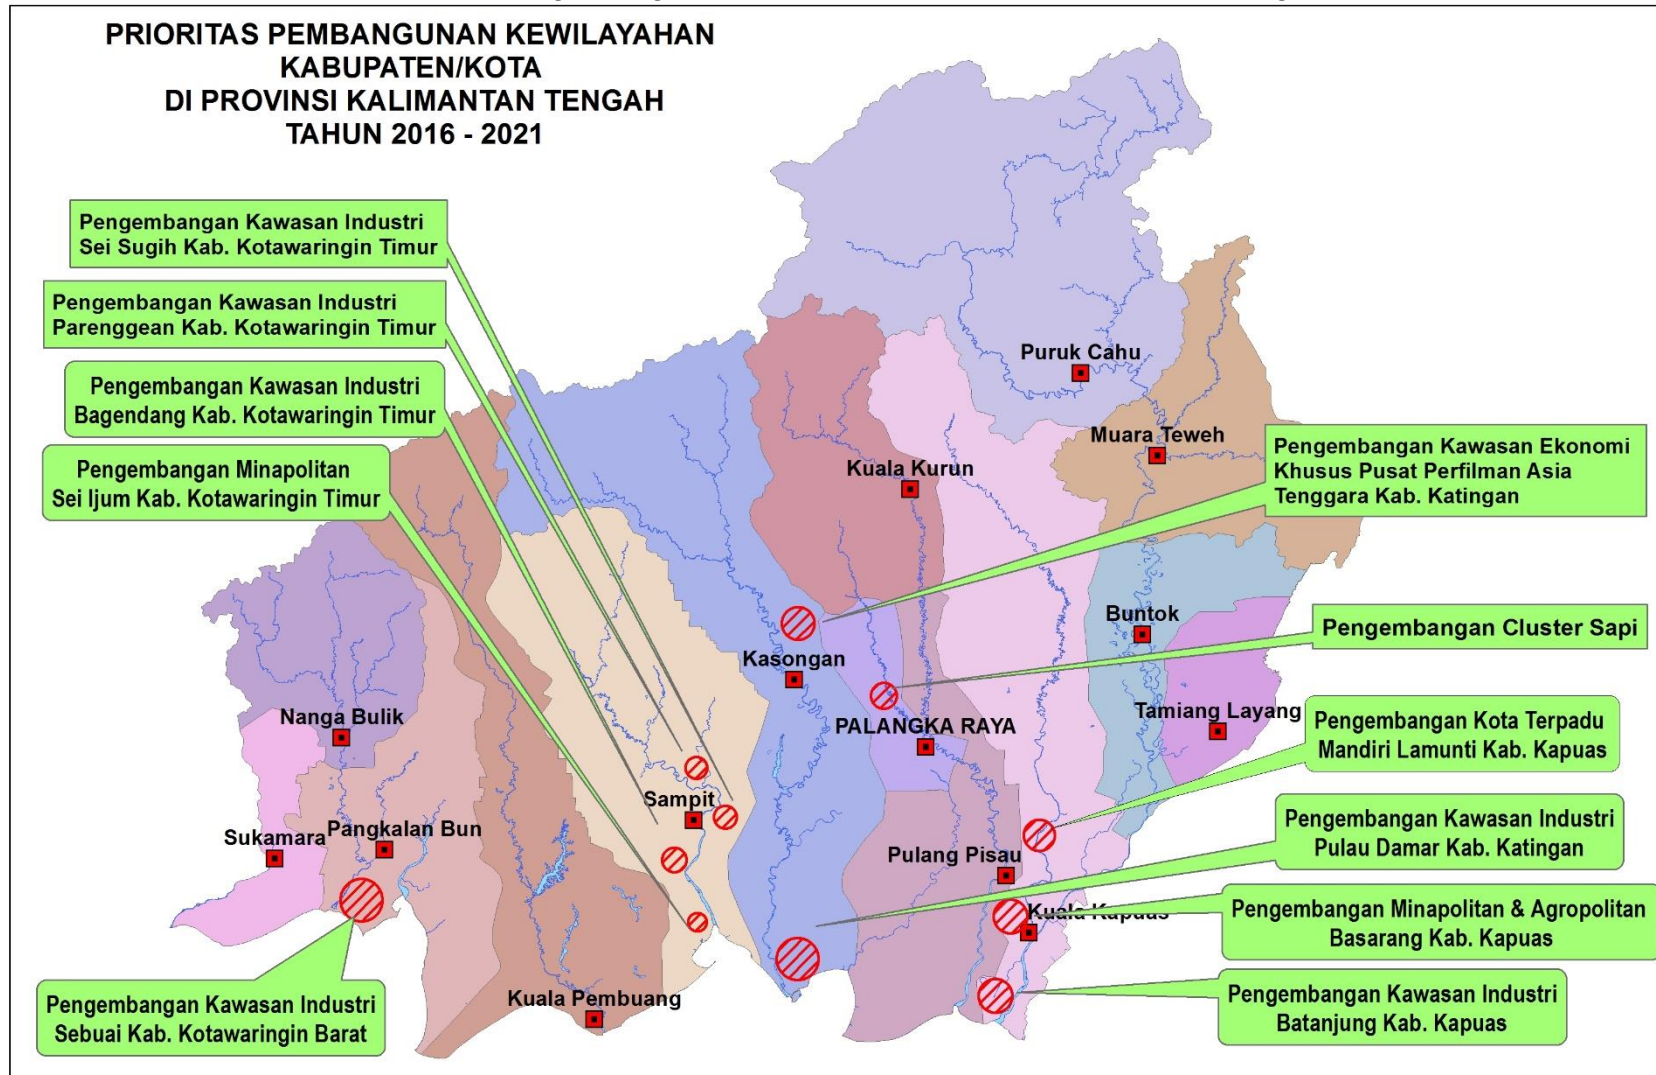 PRIORITAS PEMBANGUNAN KEWILAYAHAN
KABUPATEN/KOTA
DI PROVINSI KALIMANTAN TENGAH
TAHUN 2016 - 2021
Pengembangan Kawasan Industri
Sei Sugih Kab. Kotawaringin Timur
Pengembangan Kawasan Industri
Parenggean Kab. Kotawaringin Timur
Pengembangan Kawasan Industri
Bagendang Kab. Kotawaringin Timur
Pengembangan Minapolitan
Sei Ijum Kab. Kotawaringin Timur
Pengembangan Kawasan Industri
Sebuai Kab. Kotawaringin Barat
Puruk Cahu
Muara Teweh
Kuala Kurun
Buntok
Kasongan
Nanga Bulik
PALANGKA RAYA
Tamiang Layang
Sampit
Sukamara
Pangkalan Bun
Pulang Pisau
Kuala Kapuas
Kuala Pembuang
Pengembangan Kawasan Ekonomi
Khusus Pusat Perfilman Asia
Tenggara Kab. Katingan
Pengembangan Cluster Sapi
Pengembangan Kota Terpadu
Mandiri Lamunti Kab. Kapuas
Pengembangan Kawasan Industri
Pulau Damar Kab. Katingan
Pengembangan Minapolitan & Agropolitan
Basarang Kab. Kapuas
Pengembangan Kawasan Industri
Batanjung Kab. Kapuas